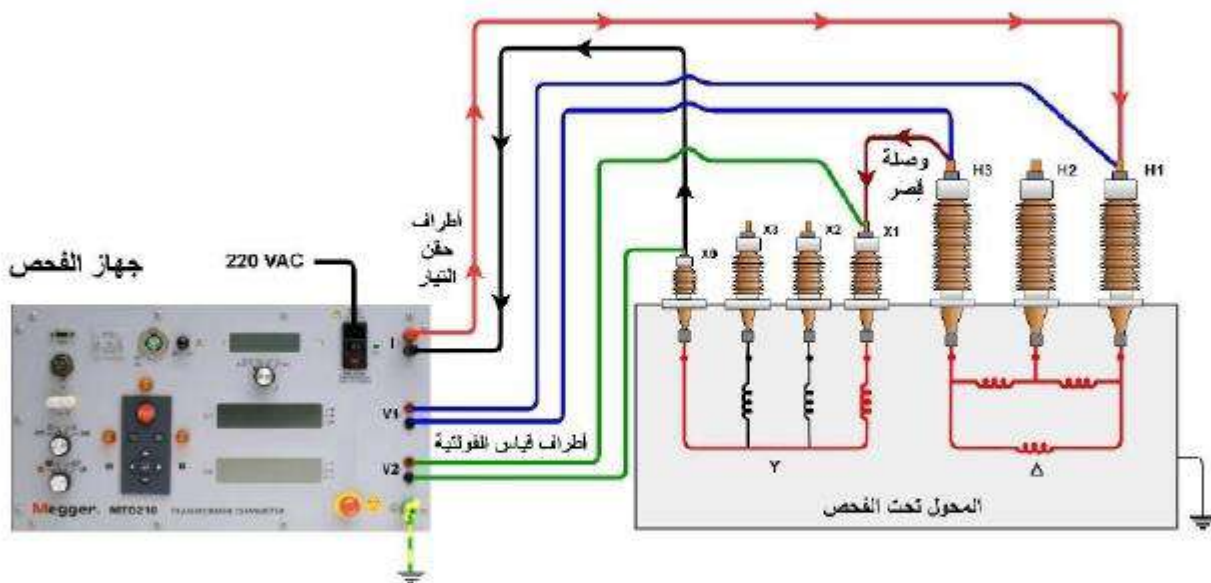 وصلة
قصر
H3
H2
H1
أطراف
حقن
التيار
X0
X3
X2
X1
جهاز الفحص
220 VAC
I
V1
أطراف قياس الفولتية
V2
Y
Δ
المحول تحت الفحص
Megger. MTO210